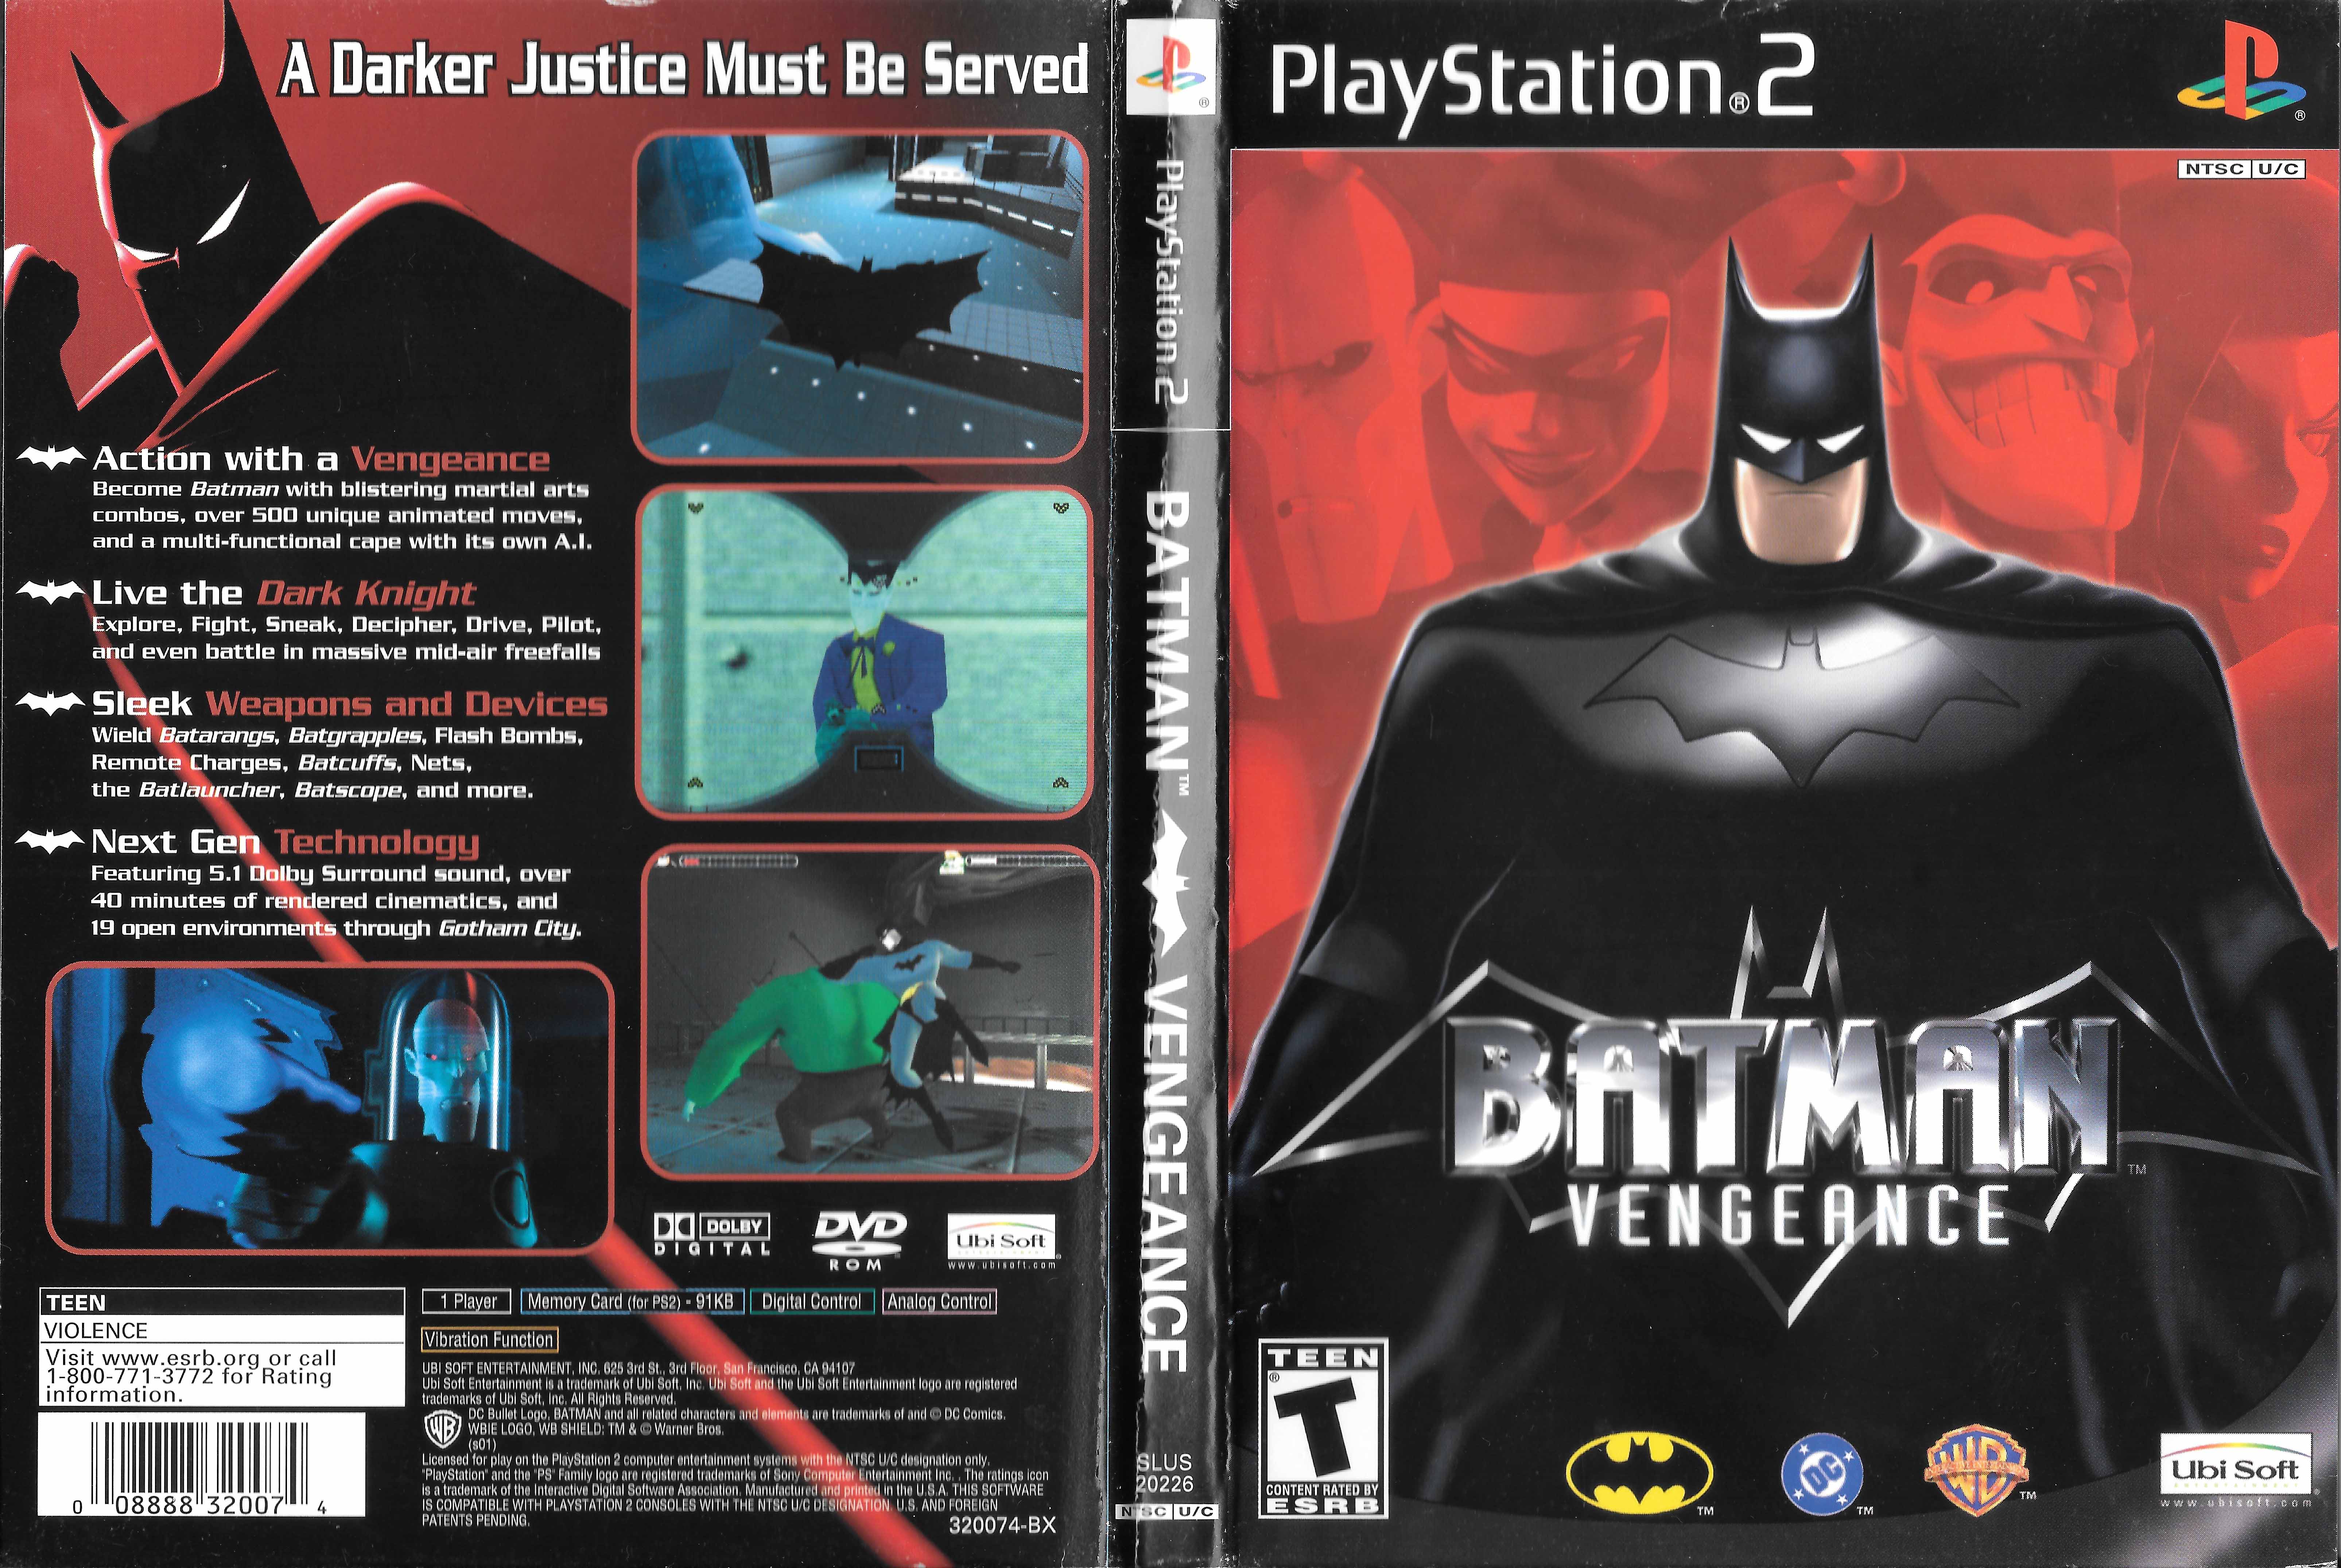 A Darker Justice Must Be Served
Action with a Vengeance
Become Batman with blistering martial arts
combos, over 500 unique animated moves,
and a multi-functional cape with its own A.I.
Live the Dark Knight
Explore, Fight, Sneak, Decipher, Drive, Pilot,
and even battle in massive mid-air freefalls
Sleek Weapons and Devices
Wield Batarangs, Batgrapples, Flash Bombs,
Remote Charges, Batcuffs, Nets,
the Batlauncher, Batscope, and more.
Next Gen Technology
Featuring 5.1 Dolby Surround sound, over
40 minutes of rendered cinematics, and
19 open environments through Gotham City.
DOLBY
DIGITAL
DVD
ROM
Ubi Soft
www.ubisoft.com
TEEN
VIOLENCE
Visit www.esrb.org or call
1-800-771-3772 for Rating
information.
0 08888 32007 4
1 Player
Memory Card (for PS2) - 91KB
Digital Control
Analog Control
Vibration Function
UBI SOFT ENTERTAINMENT, INC. 625 3rd St., 3rd Floor, San Francisco, CA 94107
Ubi Soft Entertainment is a trademark of Ubi Soft, Inc. Ubi Soft and the Ubi Soft Entertainment logo are registered
trademarks of Ubi Soft, Inc. All Rights Reserved.
WB
DC Bullet Logo, BATMAN and all related characters and elements are trademarks of and © DC Comics.
WBIE LOGO, WB SHIELD: TM & © Warner Bros.
(s01)
Licensed for play on the PlayStation 2 computer entertainment systems with the NTSC U/C designation only.
"PlayStation" and the "PS" Family logo are registered trademarks of Sony Computer Entertainment Inc. . The ratings icon
is a trademark of the Interactive Digital Software Association. Manufactured and printed in the U.S.A. THIS SOFTWARE
IS COMPATIBLE WITH PLAYSTATION 2 CONSOLES WITH THE NTSC U/C DESIGNATION. U.S. AND FOREIGN
PATENTS PENDING.
320074-BX
®
PlayStation 2
BATMAN™ VENGEANCE
SLUS
20226
NTSC U/C
PlayStation®2
®
NTSC U/C
BATMAN™
VENGEANCE
TEEN
®
T
CONTENT RATED BY
ESRB
TM
DC
TM
WB
TM
Ubi Soft
www.ubisoft.com